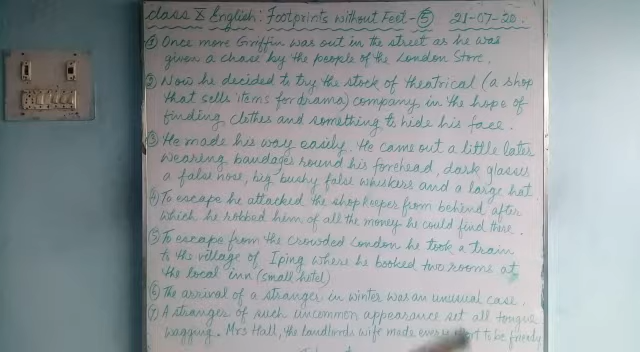 Class X English: Footprints without Feet - ⑤ 21-07-20.
① Once more Griffin was out in the street as he was
given a chase by the people of the London Store.
② Now he decided to try the stock of theatrical (a shop
that sells items for drama) company in the hope of
finding clothes and something to hide his face.
③ He made his way easily. He came out a little later
wearing bandages round his forehead, dark glasses
a false nose, big bushy false whiskers and a large hat
④ To escape he attacked the shopkeeper from behind after
which he robbed him of all the money he could find there.
⑤ To escape from the crowded London he took a train
to the village of Iping where he booked two rooms at
the local inn (small hotel)
⑥ The arrival of a stranger in winter was an unusual case.
⑦ A stranger of such uncommon appearance set all tongue
wagging. Mrs Hall, the landlords wife made every to be friendly